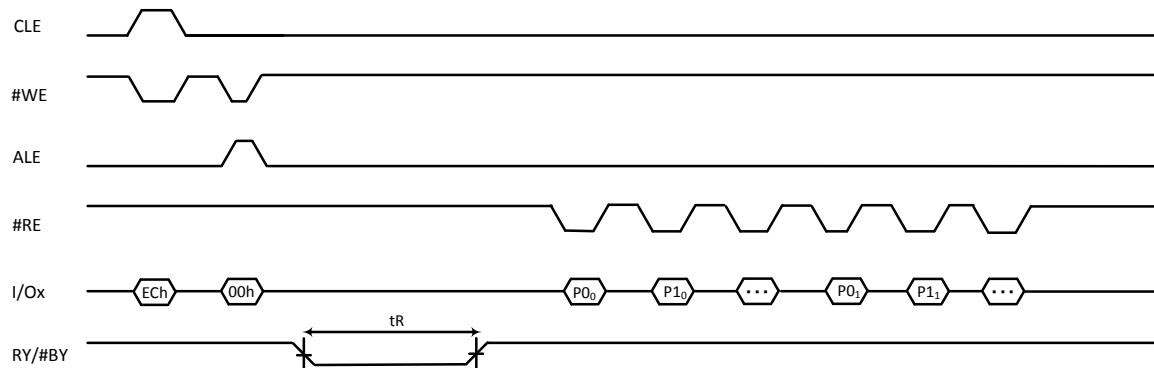 CLE
#WE
ALE
#RE
I/Ox ECh 00h P0₀ P1₀ ... P0₁ P1₁ ...
tR
RY/#BY